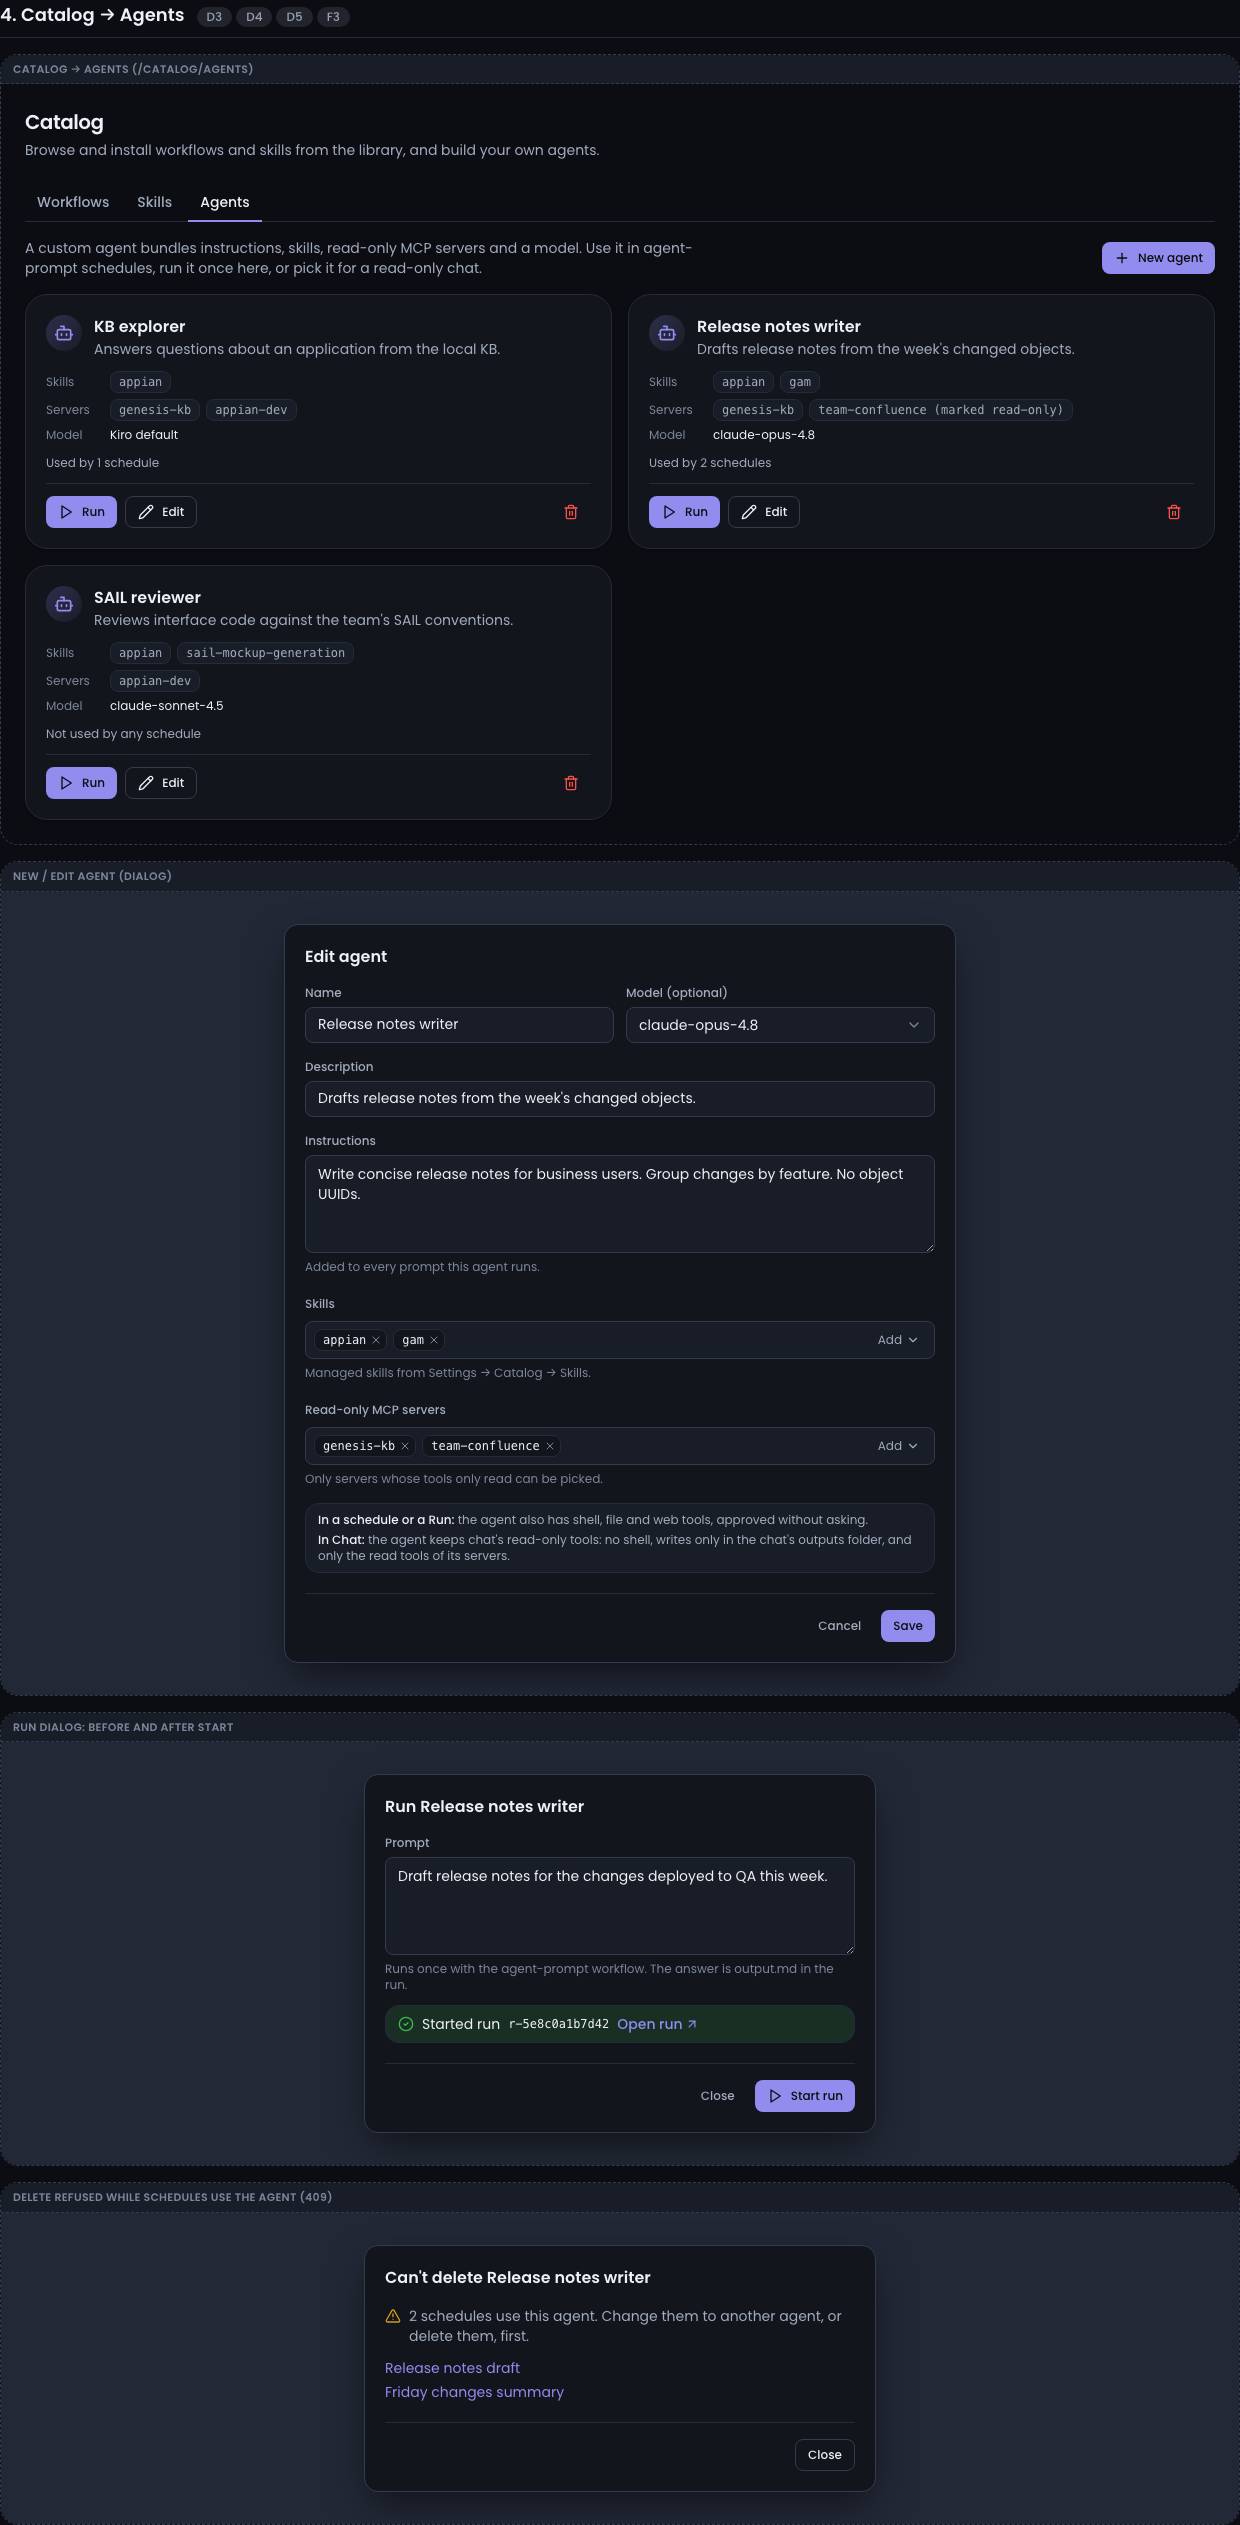 4. Catalog → Agents D3 D4 D5 F3
CATALOG → AGENTS (/CATALOG/AGENTS)
Catalog
Browse and install workflows and skills from the library, and build your own agents.
Workflows Skills Agents
A custom agent bundles instructions, skills, read-only MCP servers and a model. Use it in agent-
prompt schedules, run it once here, or pick it for a read-only chat.
New agent
KB explorer
Answers questions about an application from the local KB.
Skills appian
Servers genesis-kb appian-dev
Model Kiro default
Used by 1 schedule
Run Edit
Release notes writer
Drafts release notes from the week's changed objects.
Skills appian gam
Servers genesis-kb team-confluence (marked read-only)
Model claude-opus-4.8
Used by 2 schedules
Run Edit
SAIL reviewer
Reviews interface code against the team's SAIL conventions.
Skills appian sail-mockup-generation
Servers appian-dev
Model claude-sonnet-4.5
Not used by any schedule
Run Edit
NEW / EDIT AGENT (DIALOG)
Edit agent
Name Model (optional)
Release notes writer claude-opus-4.8
Description
Drafts release notes from the week's changed objects.
Instructions
Write concise release notes for business users. Group changes by feature. No object
UUIDs.
Added to every prompt this agent runs.
Skills
appian gam Add
Managed skills from Settings → Catalog → Skills.
Read-only MCP servers
genesis-kb team-confluence Add
Only servers whose tools only read can be picked.
In a schedule or a Run: the agent also has shell, file and web tools, approved without asking.
In Chat: the agent keeps chat's read-only tools: no shell, writes only in the chat's outputs folder, and
only the read tools of its servers.
Cancel Save
RUN DIALOG: BEFORE AND AFTER START
Run Release notes writer
Prompt
Draft release notes for the changes deployed to QA this week.
Runs once with the agent-prompt workflow. The answer is output.md in the
run.
Started run r-5e8c0a1b7d42 Open run
Close Start run
DELETE REFUSED WHILE SCHEDULES USE THE AGENT (409)
Can't delete Release notes writer
2 schedules use this agent. Change them to another agent, or
delete them, first.
Release notes draft
Friday changes summary
Close